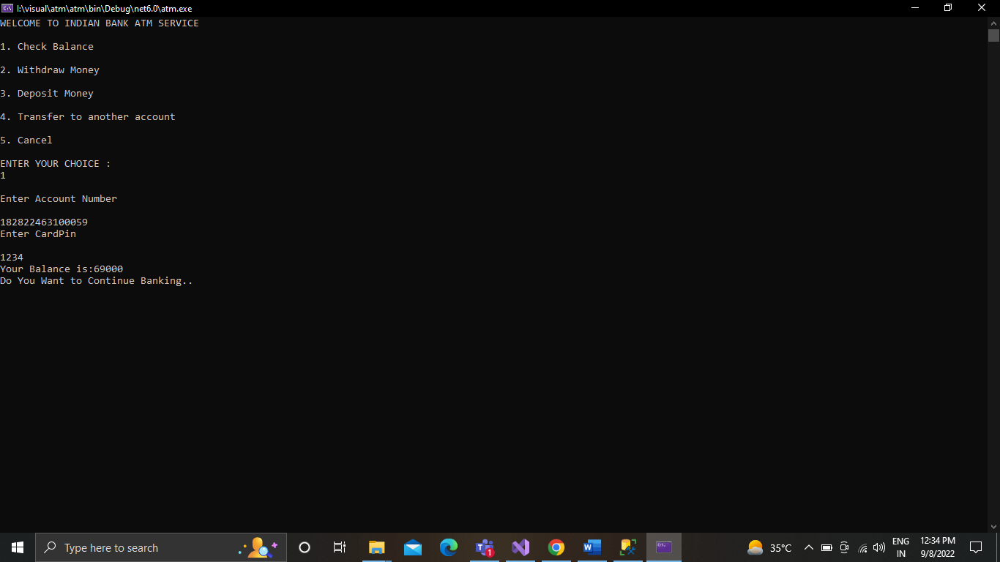 I:\visual\atm\atm\bin\Debug\net6.0\atm.exe
WELCOME TO INDIAN BANK ATM SERVICE
1. Check Balance
2. Withdraw Money
3. Deposit Money
4. Transfer to another account
5. Cancel
ENTER YOUR CHOICE :
1
Enter Account Number
182822463100059
Enter CardPin
1234
Your Balance is:69000
Do You Want to Continue Banking..
Type here to search
1
35°C
ENG
IN
12:34 PM
9/8/2022